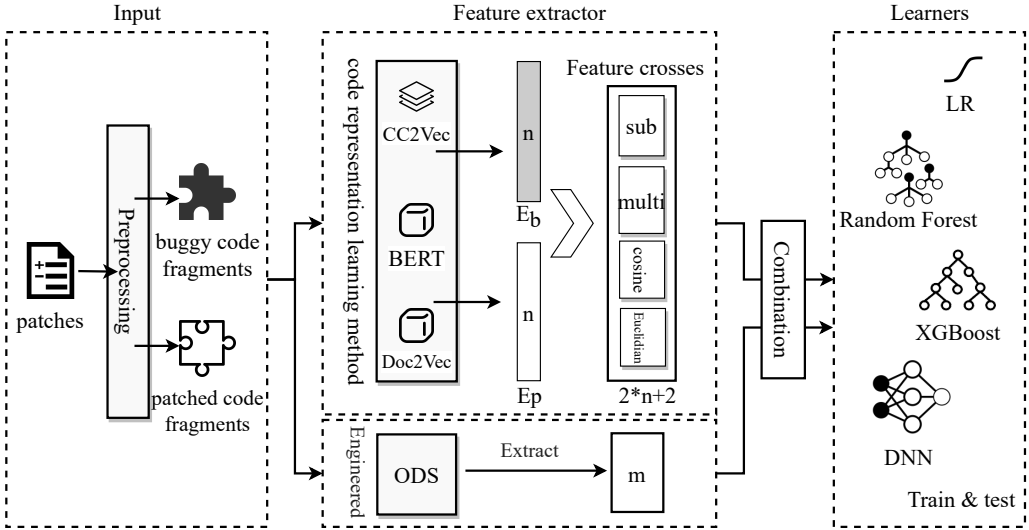 Input
Feature extractor
Learners
patches
Preprocessing
buggy code
fragments
patched code
fragments
code representation learning method
CC2Vec
BERT
Doc2Vec
n
E_b
n
Ep
Feature crosses
sub
multi
cosine
Euclidian
2*n+2
Engineered
ODS
Extract
m
Combination
LR
Random Forest
XGBoost
DNN
Train & test